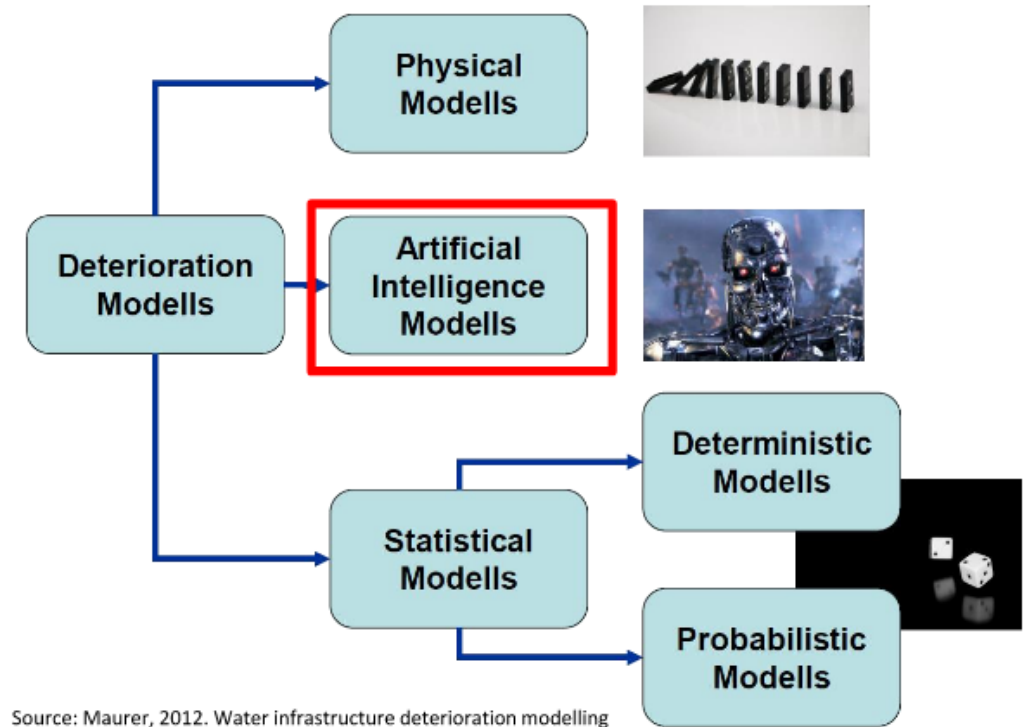 Physical
Modells
Artificial
Intelligence
Modells
Deterioration
Modells
Deterministic
Modells
Statistical
Modells
Probabilistic
Modells
Source: Maurer, 2012. Water infrastructure deterioration modelling